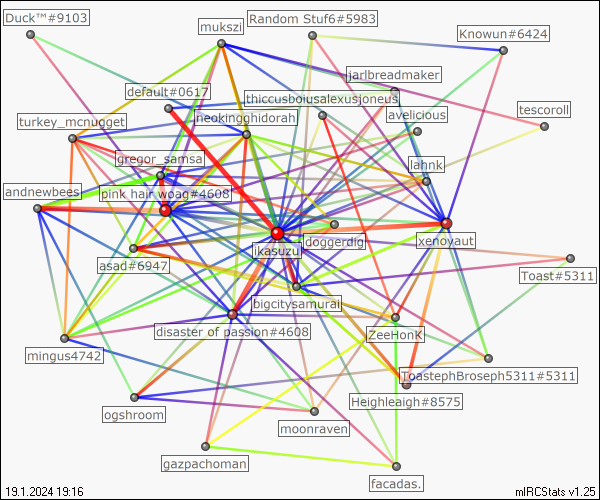 Duck™#9103
mukszi
Random Stuf6#5983
Knowun#6424
jarlbreadmaker
default#0617
thiccusboiusalexusjoneus
tescoroll
turkey_mcnugget
neokingghidorah
avelicious
gregor_samsa
lahnk
andnewbees
pink hair woag#4608
ikasuzu
doggerdig
xenoyaut
asad#6947
Toast#5311
bigcitysamurai
disaster of passion#4608
ZeeHonK
mingus4742
ToastephBroseph5311#5311
Heighleigh#8575
ogshroom
moonraven
gazpachoman
facadas.
19.1.2024 19:16
mIRCStats v1.25